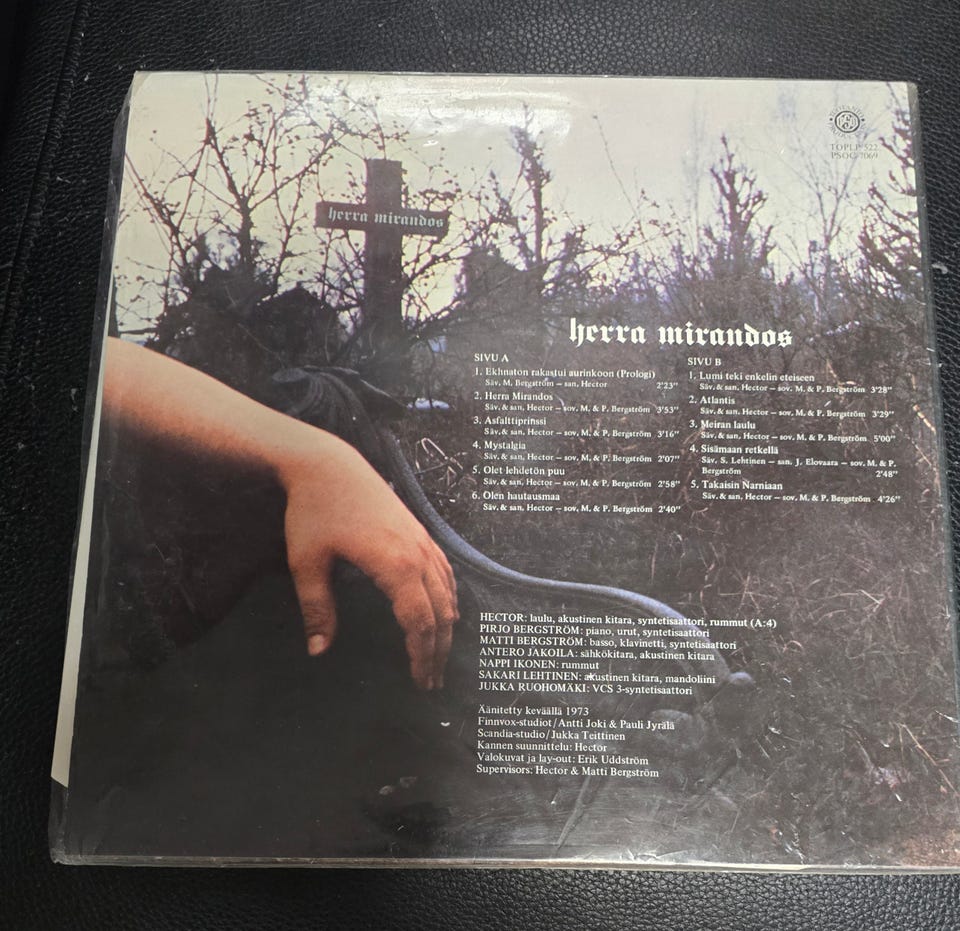 TOPLP 522
PSOC 7069
herra mirandos
herra mirandos
SIVU A
1. Ekhnaton rakastui aurinkoon (Prologi)
Säv. M. Bergström — san. Hector 2'23"
2. Herra Mirandos
Säv. & san. Hector — sov. M. & P. Bergström 3'53"
3. Asfalttiprinssi
Säv. & san. Hector — sov. M. & P. Bergström 3'16"
4. Mystalgia
Säv. & san. Hector — sov. M. & P. Bergström 2'07"
5. Olet lehdetön puu
Säv. & san. Hector — sov. M. & P. Bergström 2'58"
6. Olen hautausmaa
Säv. & san. Hector — sov. M. & P. Bergström 2'40"
SIVU B
1. Lumi teki enkelin eteiseen
Säv. & san. Hector — sov. M. & P. Bergström 3'28"
2. Atlantis
Säv. & san. Hector — sov. M. & P. Bergström 3'29"
3. Meiran laulu
Säv. & san. Hector — sov. M. & P. Bergström 5'00"
4. Sisämaan retkellä
Säv. S. Lehtinen — san. J. Elovaara — sov. M. & P.
Bergström 2'48"
5. Takaisin Narniaan
Säv. & san. Hector — sov. M. & P. Bergström 4'26"
HECTOR: laulu, akustinen kitara, syntetisaattori, rummut (A:4)
PIRJO BERGSTRÖM: piano, urut, syntetisaattori
MATTI BERGSTRÖM: basso, klavinetti, syntetisaattori
ANTERO JAKOILA: sähkökitara, akustinen kitara
NAPPI IKONEN: rummut
SAKARI LEHTINEN: akustinen kitara, mandoliini
JUKKA RUOHOMÄKI: VCS 3-syntetisaattori
Äänitetty keväällä 1973
Finnvox-studiot/Antti Joki & Pauli Jyrälä
Scandia-studio/Jukka Teittinen
Kannen suunnittelu: Hector
Valokuvat ja lay-out: Erik Uddström
Supervisors: Hector & Matti Bergström